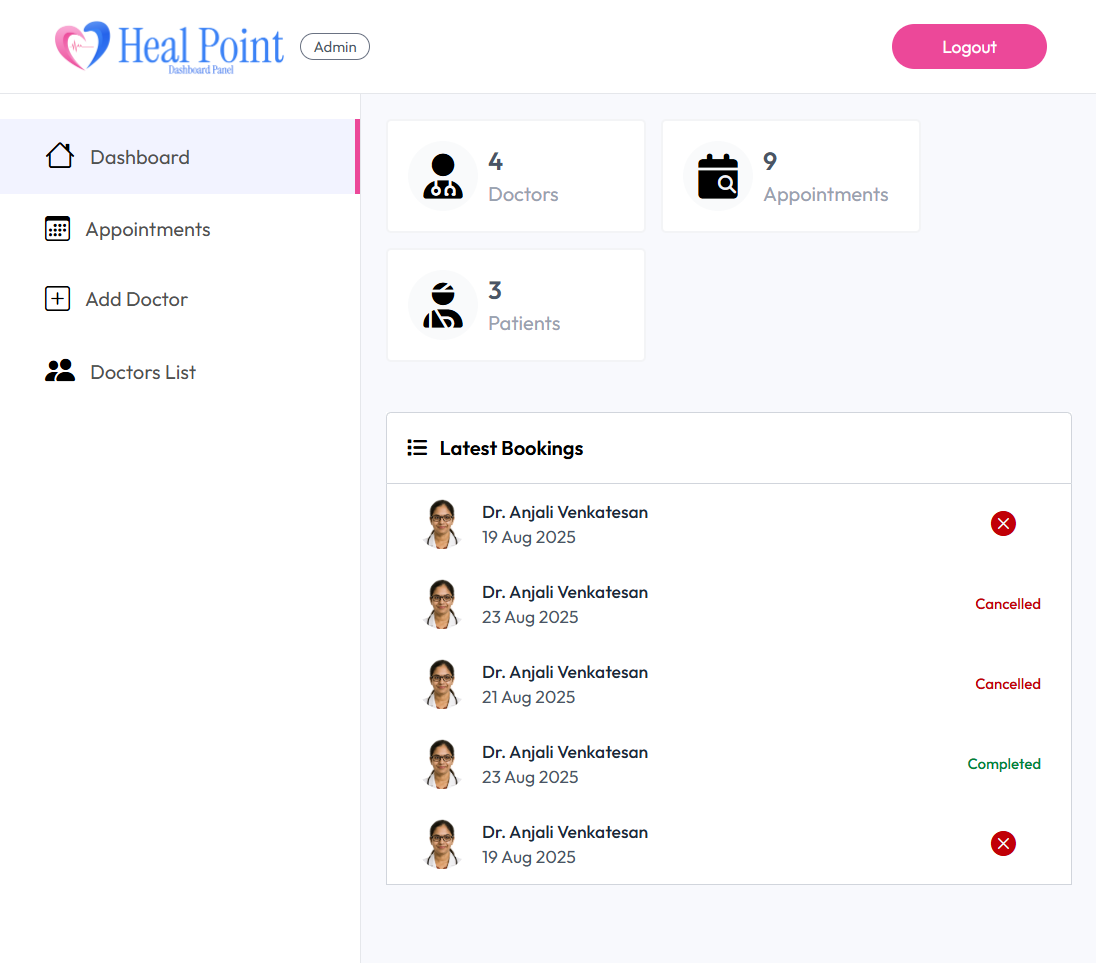 Heal Point
Dashboard Panel
Admin
Logout
Dashboard
Appointments
Add Doctor
Doctors List
4
Doctors
9
Appointments
3
Patients
Latest Bookings
Dr. Anjali Venkatesan
19 Aug 2025
Dr. Anjali Venkatesan
23 Aug 2025
Cancelled
Dr. Anjali Venkatesan
21 Aug 2025
Cancelled
Dr. Anjali Venkatesan
23 Aug 2025
Completed
Dr. Anjali Venkatesan
19 Aug 2025